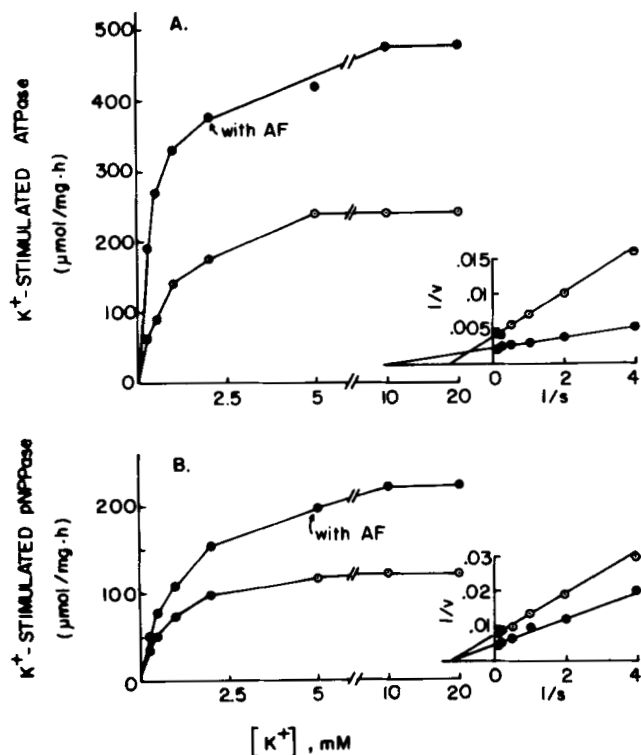 A.
500
400
300
200
100
0
K⁺-STIMULATED ATPase
(μmol/mg·h)
with AF
2.5
5
10
20
.015
.01
.005
1/v
0
2
4
1/s
B.
200
100
0
K⁺-STIMULATED pNPPase
(μmol/mg·h)
with AF
2.5
5
10
20
.03
.02
.01
1/v
0
2
4
1/s
[K⁺], mM